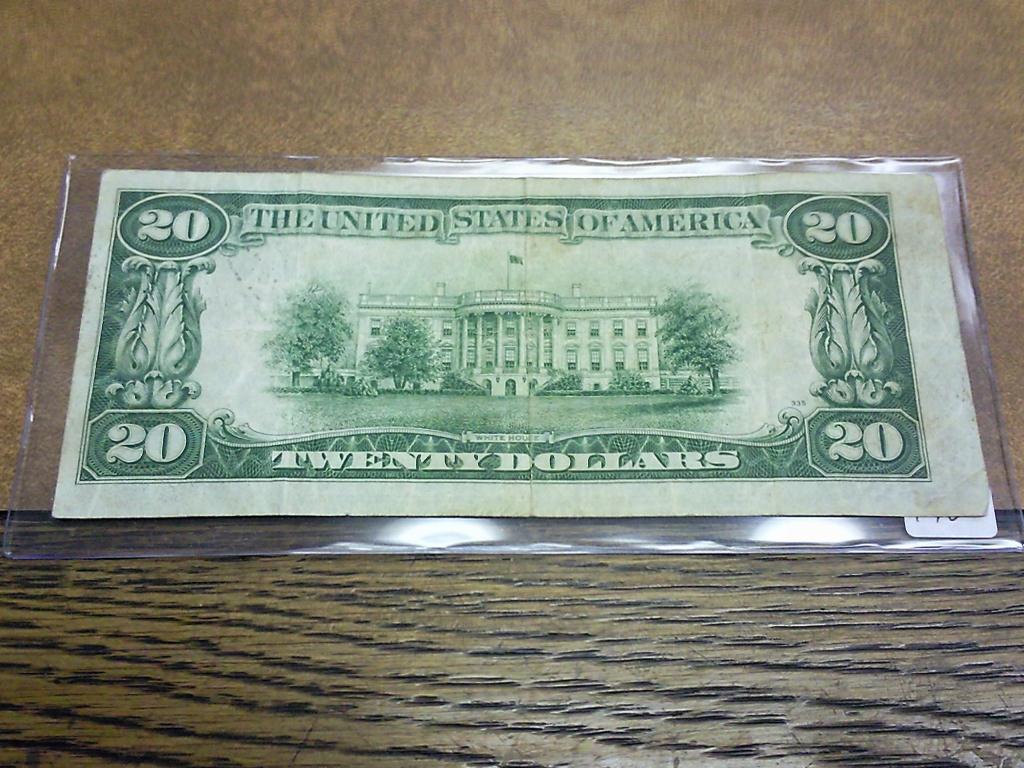 20 THE UNITED STATES OF AMERICA 20
335
WHITE HOUSE
20 TWENTY DOLLARS 20